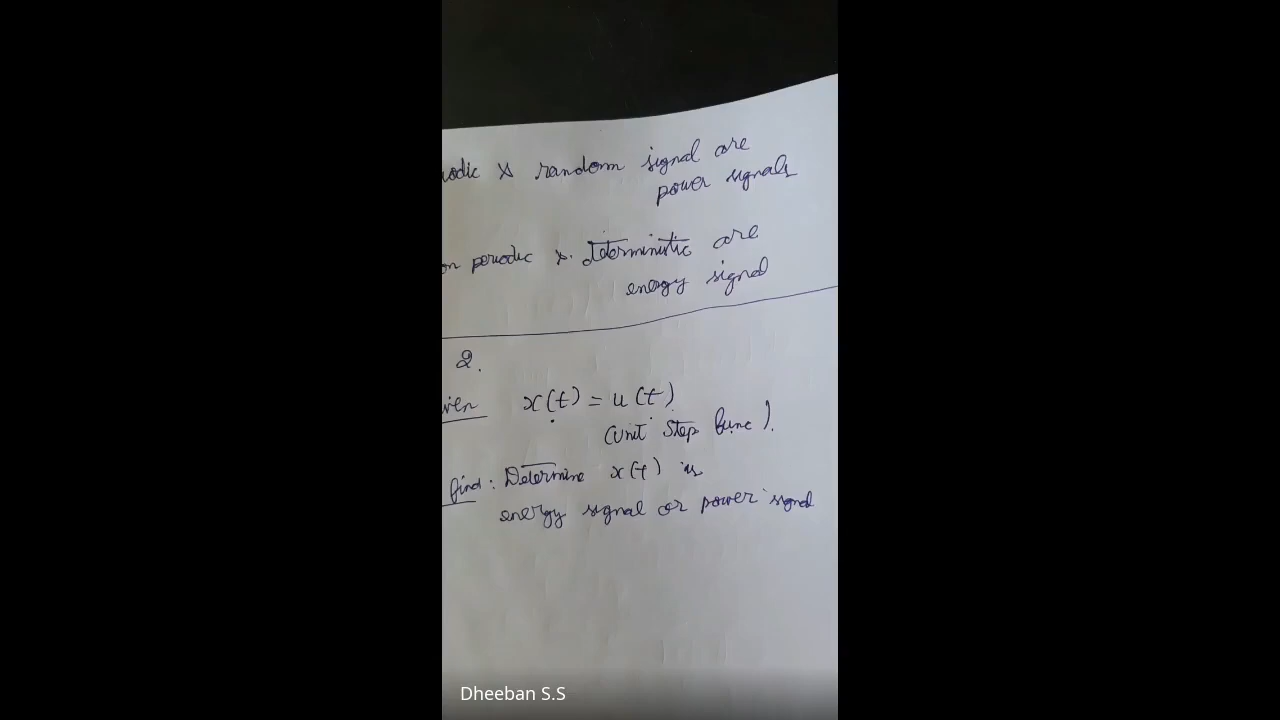 odic & random signal are
power signals
on periodic &. deterministic are
energy signal
2.
ven x(t) = u(t)
(unit step func).
find: Determine x(t) is
energy signal or power signal
Dheeban S.S